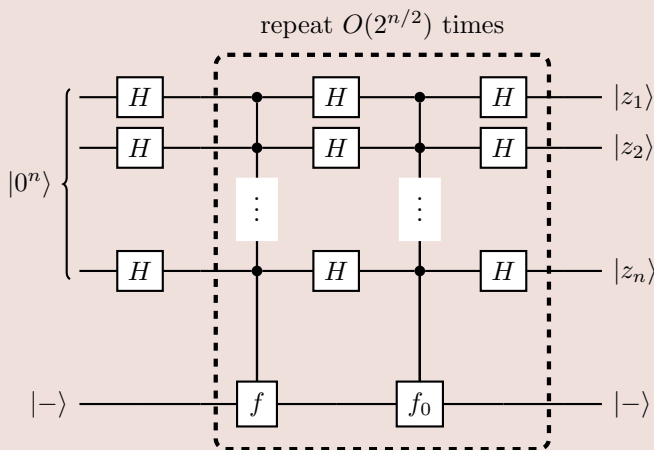 repeat $O(2^{n/2})$ times
H H H |z_1⟩
H H H |z_2⟩
|0^n⟩ ⋮ ⋮
H H H |z_n⟩
|−⟩ f f_0 |−⟩